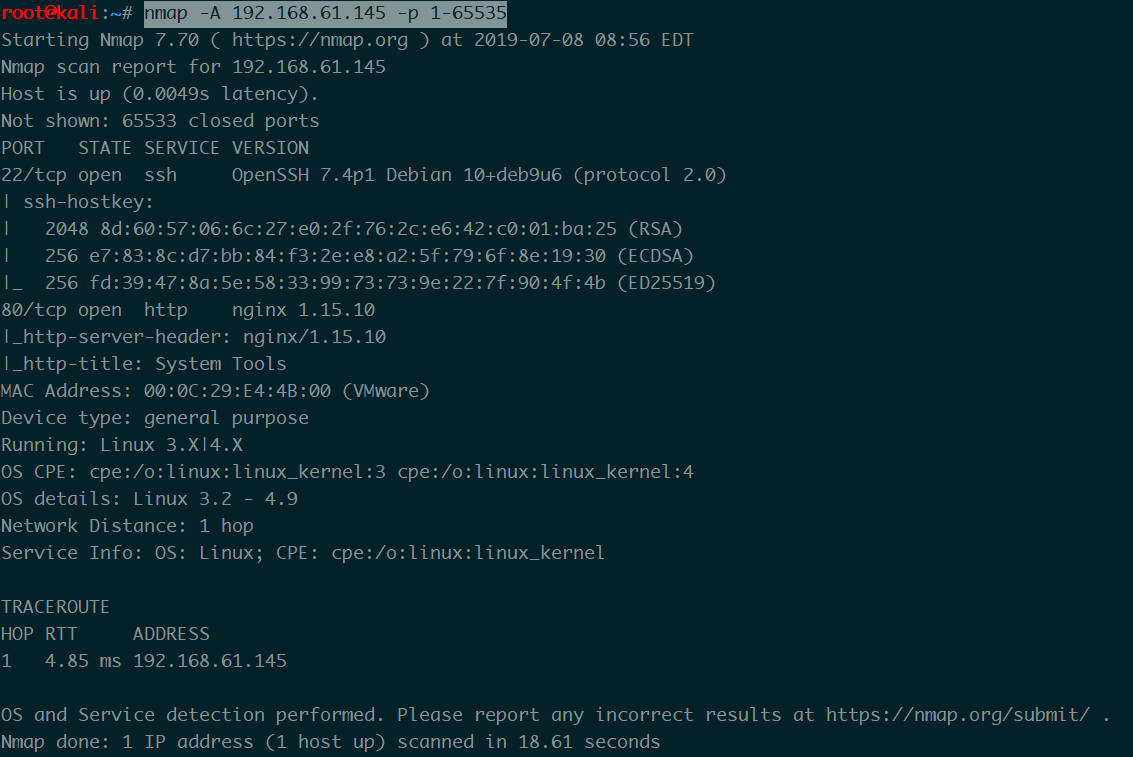 root@kali:~# nmap -A 192.168.61.145 -p 1-65535
Starting Nmap 7.70 ( https://nmap.org ) at 2019-07-08 08:56 EDT
Nmap scan report for 192.168.61.145
Host is up (0.0049s latency).
Not shown: 65533 closed ports
PORT   STATE SERVICE VERSION
22/tcp open  ssh     OpenSSH 7.4p1 Debian 10+deb9u6 (protocol 2.0)
| ssh-hostkey:
|   2048 8d:60:57:06:6c:27:e0:2f:76:2c:e6:42:c0:01:ba:25 (RSA)
|   256 e7:83:8c:d7:bb:84:f3:2e:e8:a2:5f:79:6f:8e:19:30 (ECDSA)
|_  256 fd:39:47:8a:5e:58:33:99:73:73:9e:22:7f:90:4f:4b (ED25519)
80/tcp open  http    nginx 1.15.10
|_http-server-header: nginx/1.15.10
|_http-title: System Tools
MAC Address: 00:0C:29:E4:4B:00 (VMware)
Device type: general purpose
Running: Linux 3.X|4.X
OS CPE: cpe:/o:linux:linux_kernel:3 cpe:/o:linux:linux_kernel:4
OS details: Linux 3.2 - 4.9
Network Distance: 1 hop
Service Info: OS: Linux; CPE: cpe:/o:linux:linux_kernel
TRACEROUTE
HOP RTT     ADDRESS
1   4.85 ms 192.168.61.145
OS and Service detection performed. Please report any incorrect results at https://nmap.org/submit/ .
Nmap done: 1 IP address (1 host up) scanned in 18.61 seconds